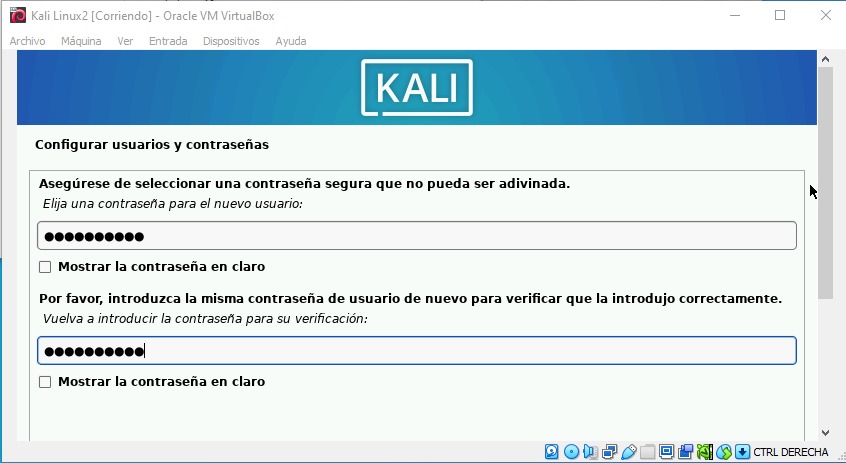 Kali Linux2 [Corriendo] - Oracle VM VirtualBox
Archivo Máquina Ver Entrada Dispositivos Ayuda
KALI
Configurar usuarios y contraseñas
Asegúrese de seleccionar una contraseña segura que no pueda ser adivinada.
Elija una contraseña para el nuevo usuario:
●●●●●●●●●●
Mostrar la contraseña en claro
Por favor, introduzca la misma contraseña de usuario de nuevo para verificar que la introdujo correctamente.
Vuelva a introducir la contraseña para su verificación:
●●●●●●●●●●
Mostrar la contraseña en claro
CTRL DERECHA